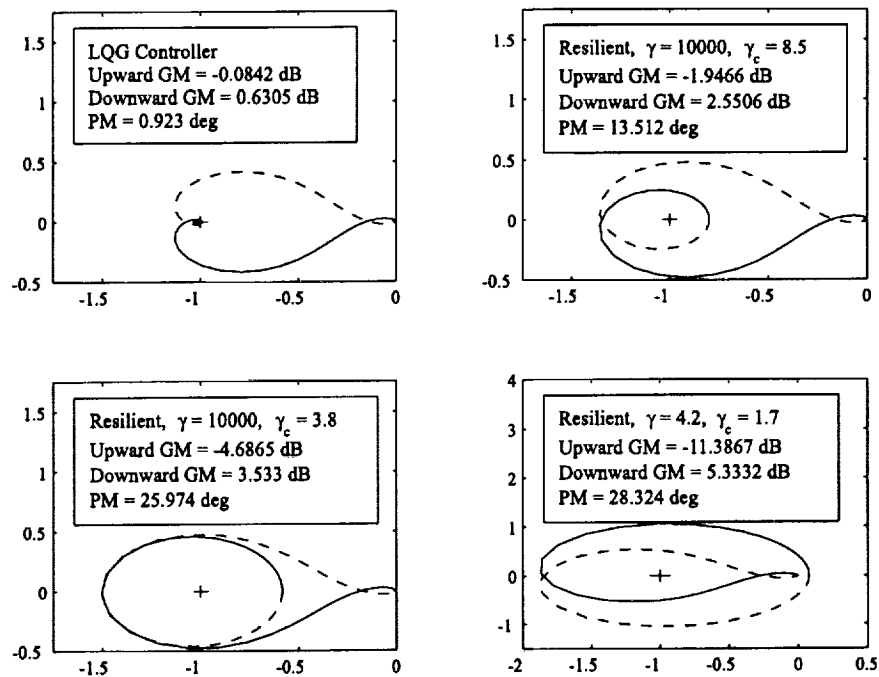 1.5
1
0.5
0
-0.5
-1.5
-1
-0.5
0
LQG Controller
Upward GM = -0.0842 dB
Downward GM = 0.6305 dB
PM = 0.923 deg
1.5
1
0.5
0
-0.5
-1.5
-1
-0.5
0
Resilient, γ = 10000, γc = 8.5
Upward GM = -1.9466 dB
Downward GM = 2.5506 dB
PM = 13.512 deg
1.5
1
0.5
0
-0.5
-1.5
-1
-0.5
0
Resilient, γ = 10000, γc = 3.8
Upward GM = -4.6865 dB
Downward GM = 3.533 dB
PM = 25.974 deg
4
3
2
1
0
-1
-2
-1.5
-1
-0.5
0
0.5
Resilient, γ = 4.2, γc = 1.7
Upward GM = -11.3867 dB
Downward GM = 5.3332 dB
PM = 28.324 deg